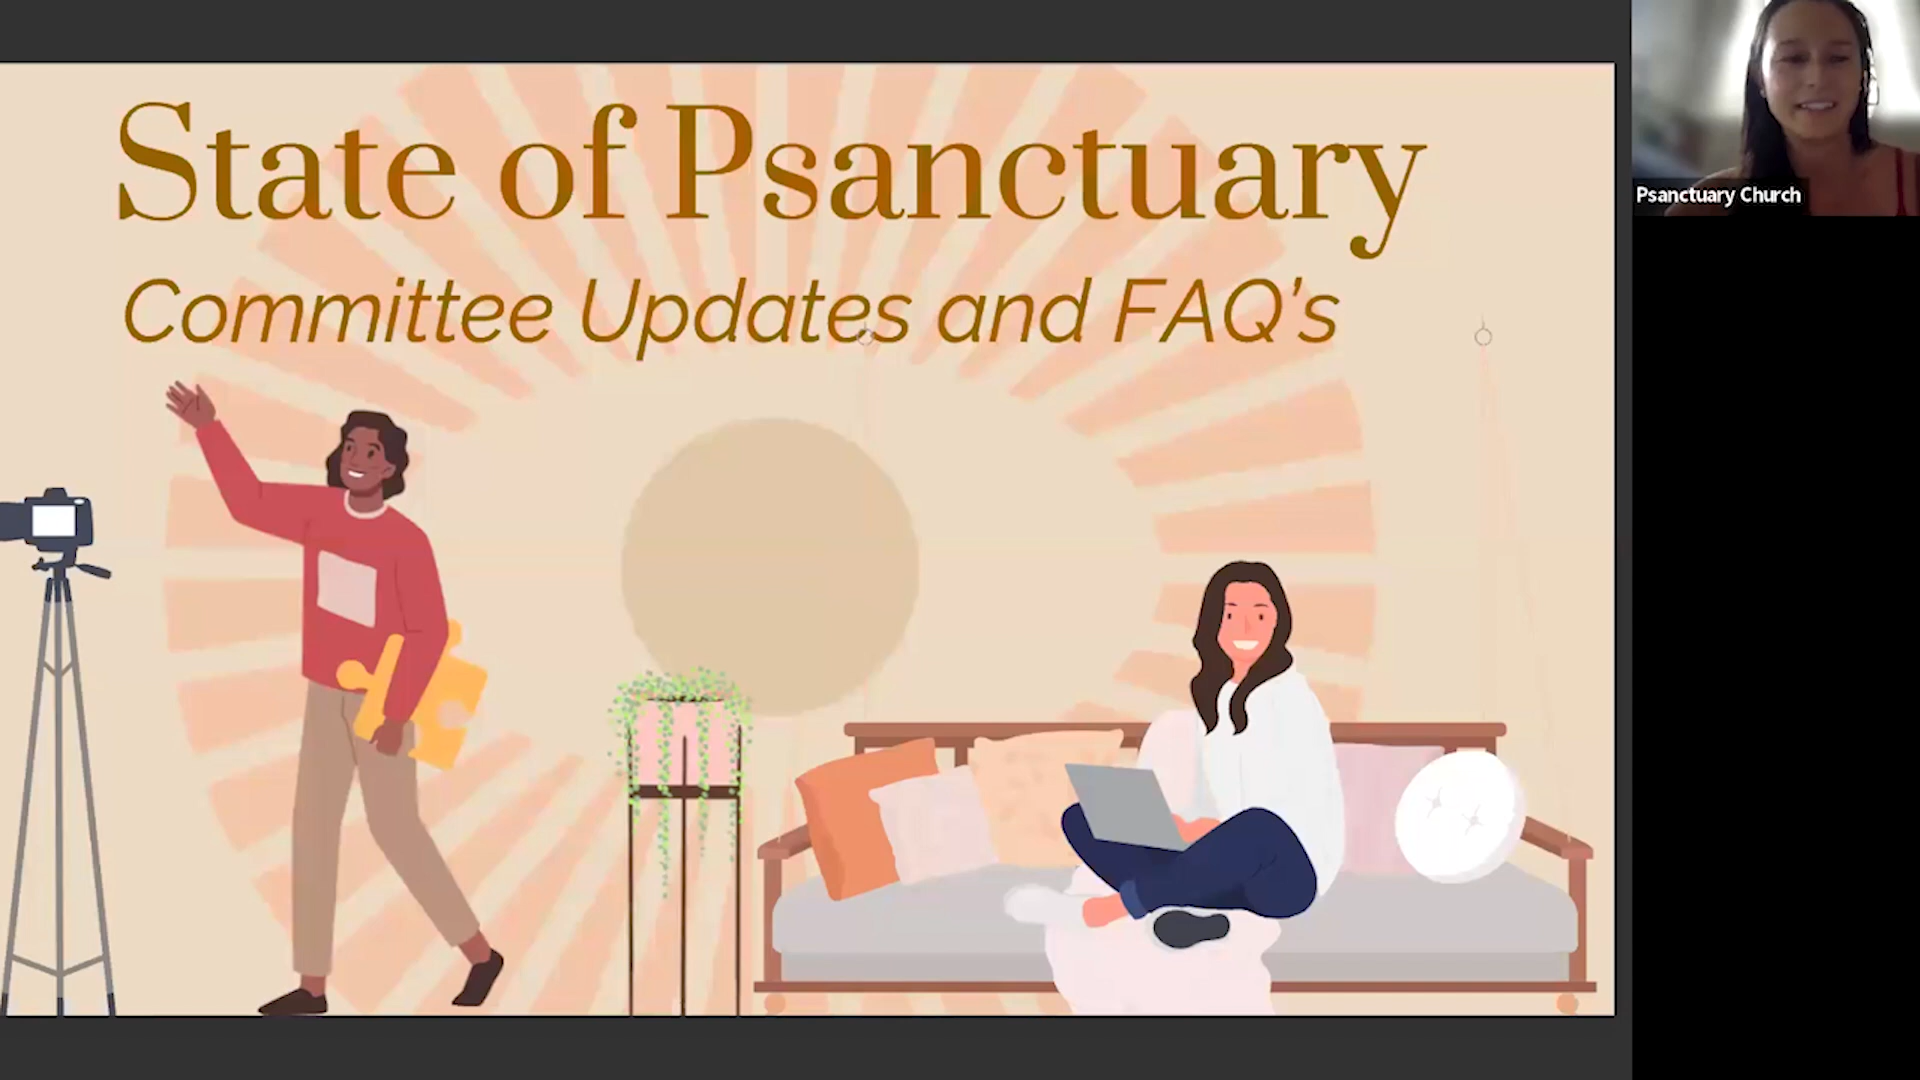 State of Psanctuary
Committee Updates and FAQ's
Psanctuary Church